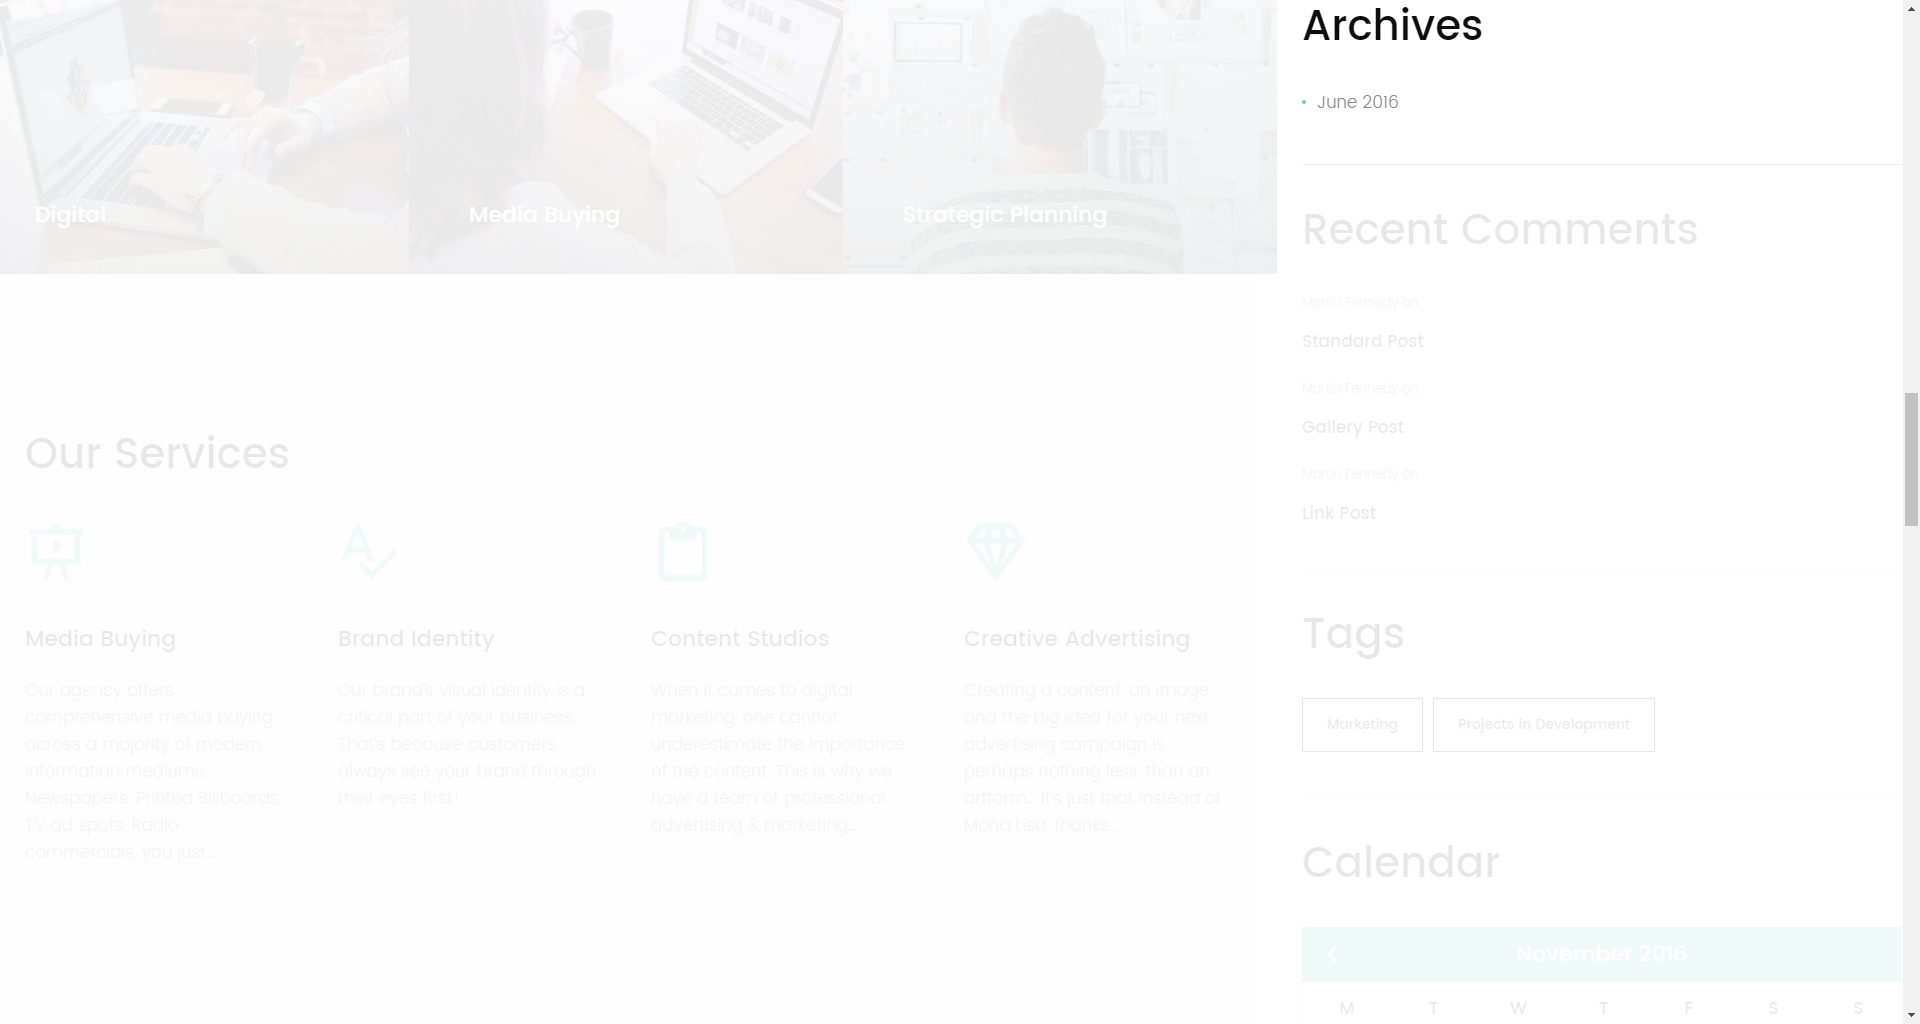 Digital
Media Buying
Strategic Planning
Our Services
Media Buying
Our agency offers
comprehensive media buying
across a majority of modern
information mediums...
Newspapers, Printed Billboards,
TV ad spots, Radio
commercials, you just...
Brand Identity
Our brand's visual identity is a
critical part of your business.
That's because customers
always see your brand through
their eyes first!
Content Studios
When it comes to digital
marketing, one cannot
underestimate the importance
of the content. This is why we
have a team of professional
advertising & marketing...
Creative Advertising
Creating a content, an image
and the big idea for your next
advertising campaign is
perhaps nothing less, than an
artform... It's just that instead of
Mona Lisa, thanks...
Archives
June 2016
Recent Comments
Martin Fennedy on
Standard Post
Martin Fennedy on
Gallery Post
Martin Fennedy on
Link Post
Tags
Marketing
Projects in Development
Calendar
November 2016
M T W T F S S